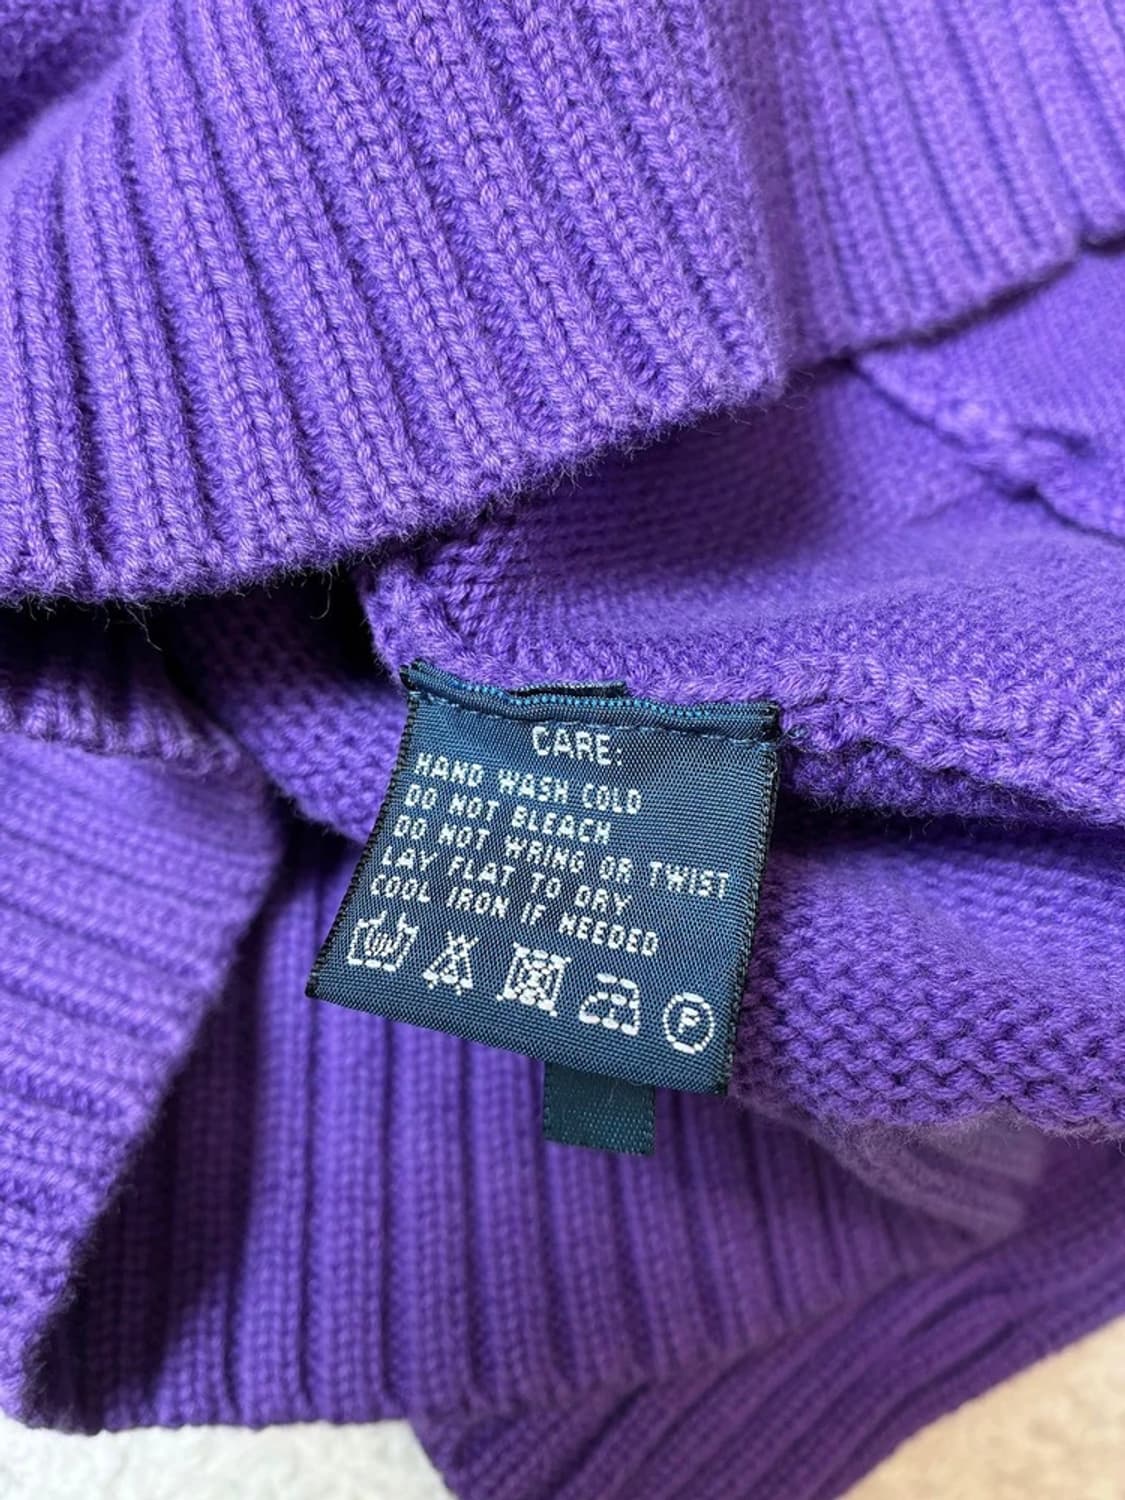 CARE:
HAND WASH COLD
DO NOT BLEACH
DO NOT WRING OR TWIST
LAY FLAT TO DRY
COOL IRON IF NEEDED
P